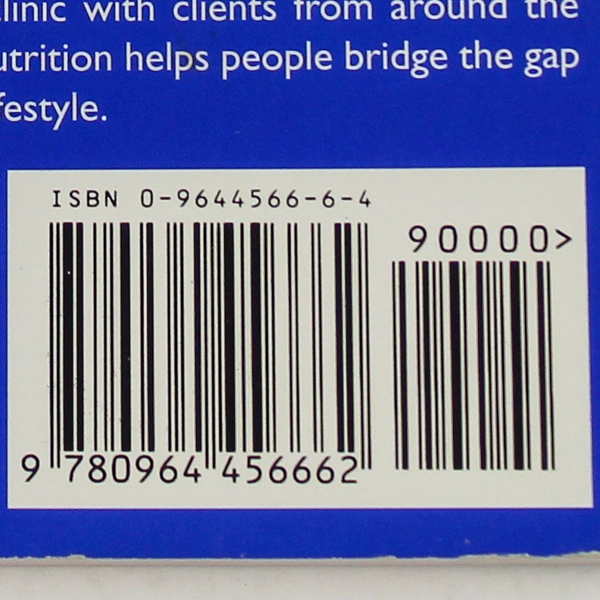 clinic with clients from around the
utrition helps people bridge the gap
festyle.
ISBN 0-9644566-6-4
90000>
9 780964 456662